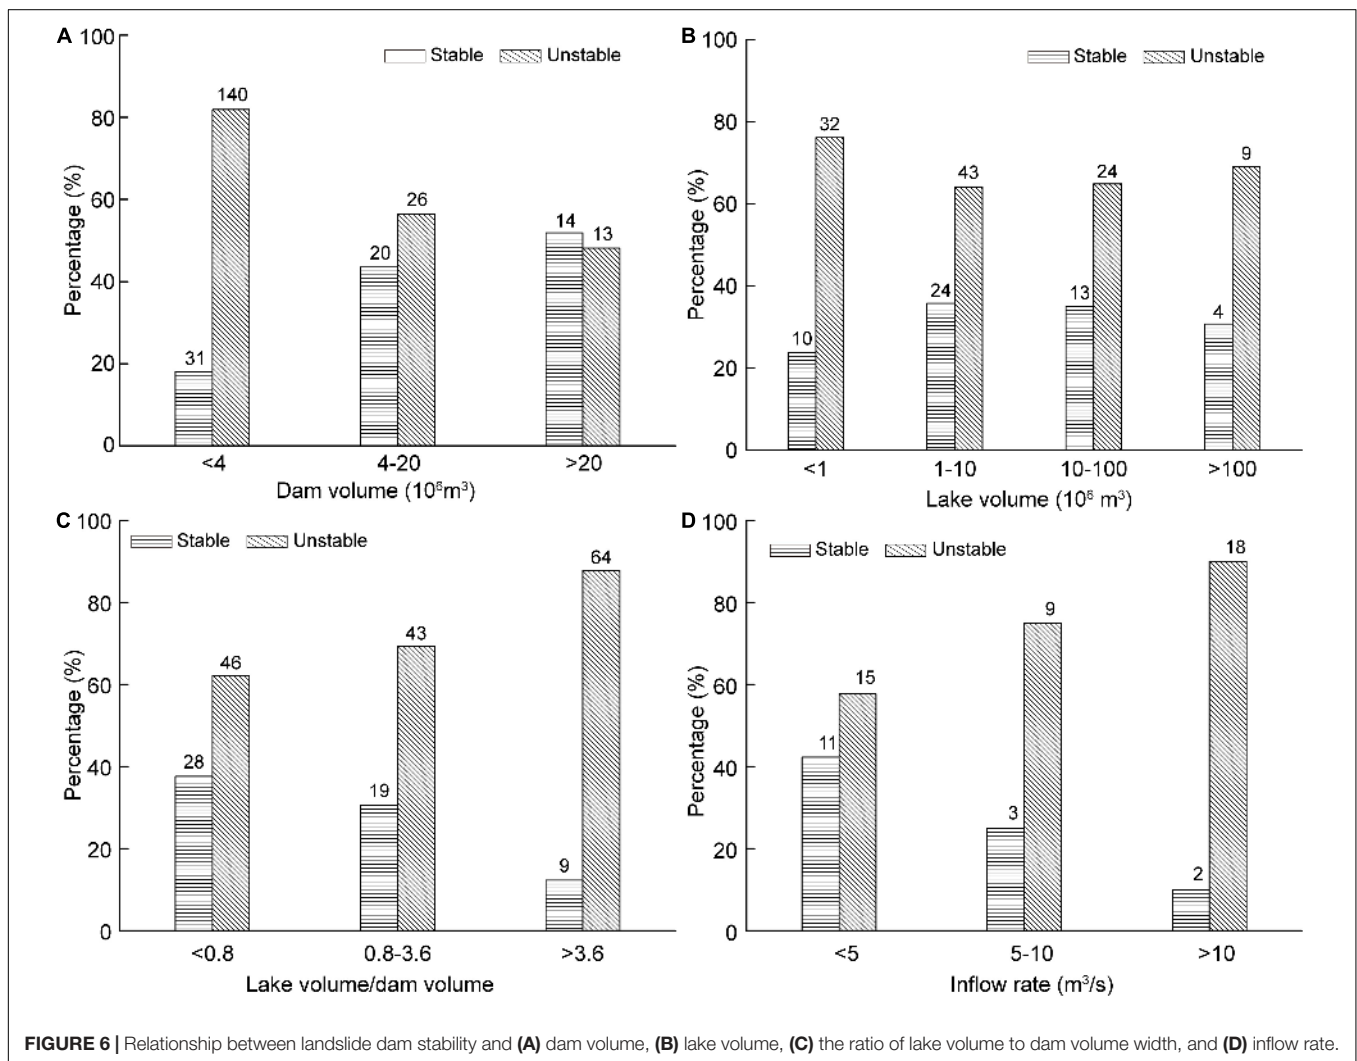 A
100
80
60
40
20
0
Percentage (%)
Stable Unstable
31 140
20 26
14 13
<4 4-20 >20
Dam volume (10⁶m³)
B
100
80
60
40
20
0
Percentage (%)
Stable Unstable
10 32
24 43
13 24
4 9
<1 1-10 10-100 >100
Lake volume (10⁶ m³)
C
100
80
60
40
20
0
Percentage (%)
Stable Unstable
28 46
19 43
9 64
<0.8 0.8-3.6 >3.6
Lake volume/dam volume
D
100
80
60
40
20
0
Percentage (%)
Stable Unstable
11 15
3 9
2 18
<5 5-10 >10
Inflow rate (m³/s)
FIGURE 6 | Relationship between landslide dam stability and (A) dam volume, (B) lake volume, (C) the ratio of lake volume to dam volume width, and (D) inflow rate.